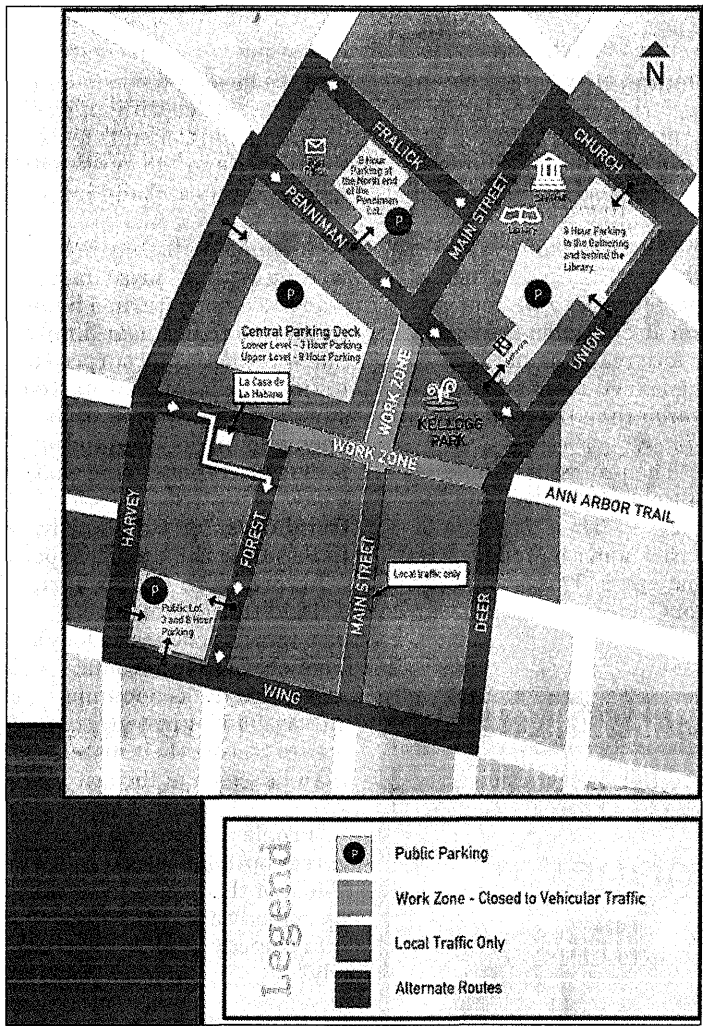 N
FRALICK
CHURCH
8 Hour
Parking at
the North end
of the
Penniman
Lot.
P
PENNIMAN
MAIN STREET
Library
8 Hour Parking
to the Gathering
and behind the
Library.
P
UNION
P
Central Parking Deck
Lower Level - 3 Hour Parking
Upper Level - 8 Hour Parking
La Casa de
La Habana
WORK ZONE
KELLOGG
PARK
WORK ZONE
ANN ARBOR TRAIL
HARVEY
FOREST
MAIN STREET
Local traffic only
DEER
P
Public Lot
3 and 8 Hour
Parking
WING
Legend
P Public Parking
Work Zone - Closed to Vehicular Traffic
Local Traffic Only
Alternate Routes